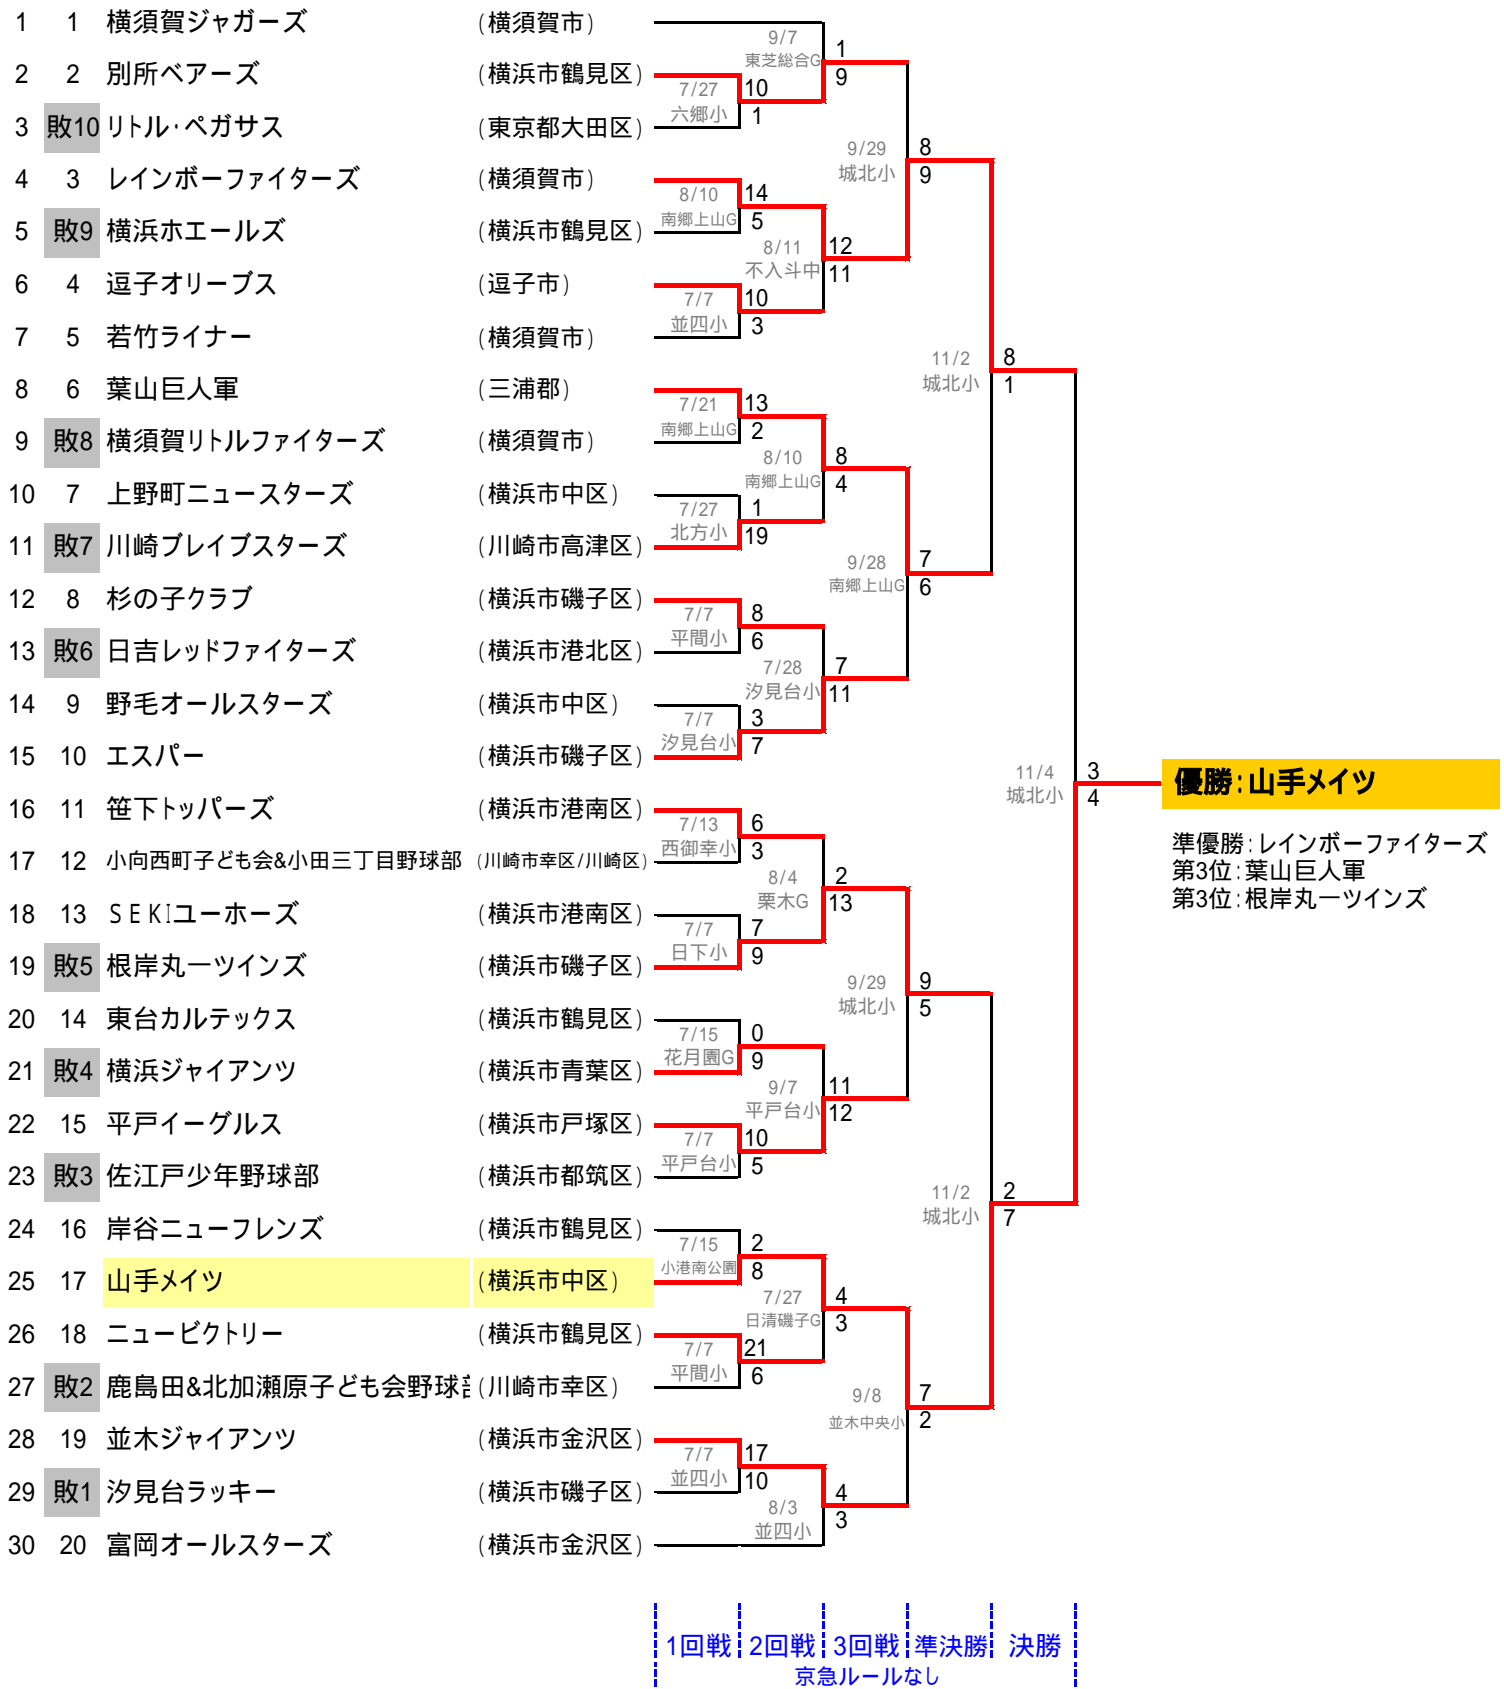 1 1 横須賀ジャガーズ (横須賀市)
2 2 別所ベアーズ (横浜市鶴見区)
3 敗10 リトル・ペガサス (東京都大田区)
4 3 レインボーファイターズ (横須賀市)
5 敗9 横浜ホエールズ (横浜市鶴見区)
6 4 逗子オリーブス (逗子市)
7 5 若竹ライナー (横須賀市)
8 6 葉山巨人軍 (三浦郡)
9 敗8 横須賀リトルファイターズ (横須賀市)
10 7 上野町ニュースターズ (横浜市中区)
11 敗7 川崎ブレイブスターズ (川崎市高津区)
12 8 杉の子クラブ (横浜市磯子区)
13 敗6 日吉レッドファイターズ (横浜市港北区)
14 9 野毛オールスターズ (横浜市中区)
15 10 エスパー (横浜市磯子区)
16 11 笹下トッパーズ (横浜市港南区)
17 12 小向西町子ども会&小田三丁目野球部 (川崎市幸区/川崎区)
18 13 SEKIユーホーズ (横浜市港南区)
19 敗5 根岸丸一ツインズ (横浜市磯子区)
20 14 東台カルテックス (横浜市鶴見区)
21 敗4 横浜ジャイアンツ (横浜市青葉区)
22 15 平戸イーグルス (横浜市戸塚区)
23 敗3 佐江戸少年野球部 (横浜市都筑区)
24 16 岸谷ニューフレンズ (横浜市鶴見区)
25 17 山手メイツ (横浜市中区)
26 18 ニュービクトリー (横浜市鶴見区)
27 敗2 鹿島田&北加瀬原子ども会野球 (川崎市幸区)
28 19 並木ジャイアンツ (横浜市金沢区)
29 敗1 汐見台ラッキー (横浜市磯子区)
30 20 富岡オールスターズ (横浜市金沢区)
7/27 10
六郷小 1
8/10 14
南郷上山G 5
7/7 10
並四小 3
7/21 13
南郷上山G 2
7/27 1
北方小 19
7/7 8
平間小 6
7/7 3
汐見台小 7
7/13 6
西御幸小 3
7/7 7
日下小 9
7/15 0
花月園G 9
7/7 10
平戸台小 5
7/15 2
小港南公園 8
7/7 21
平間小 6
7/7 17
並四小 10
9/7 1
東芝総合G 9
8/11 12
不入斗中 11
8/10 8
南郷上山G 4
7/28 7
汐見台小 11
8/4 2
栗木G 13
9/7 11
平戸台小 12
7/27 4
日清磯子G 3
8/3 4
並四小 3
9/29 8
城北小 9
9/28 7
南郷上山G 6
9/29 9
城北小 5
9/8 7
並木中央小 2
11/2 8
城北小 1
11/2 2
城北小 7
11/4 3
城北小 4
優勝:山手メイツ
準優勝:レインボーファイターズ
第3位:葉山巨人軍
第3位:根岸丸一ツインズ
1回戦 2回戦 3回戦 準決勝 決勝
京急ルールなし